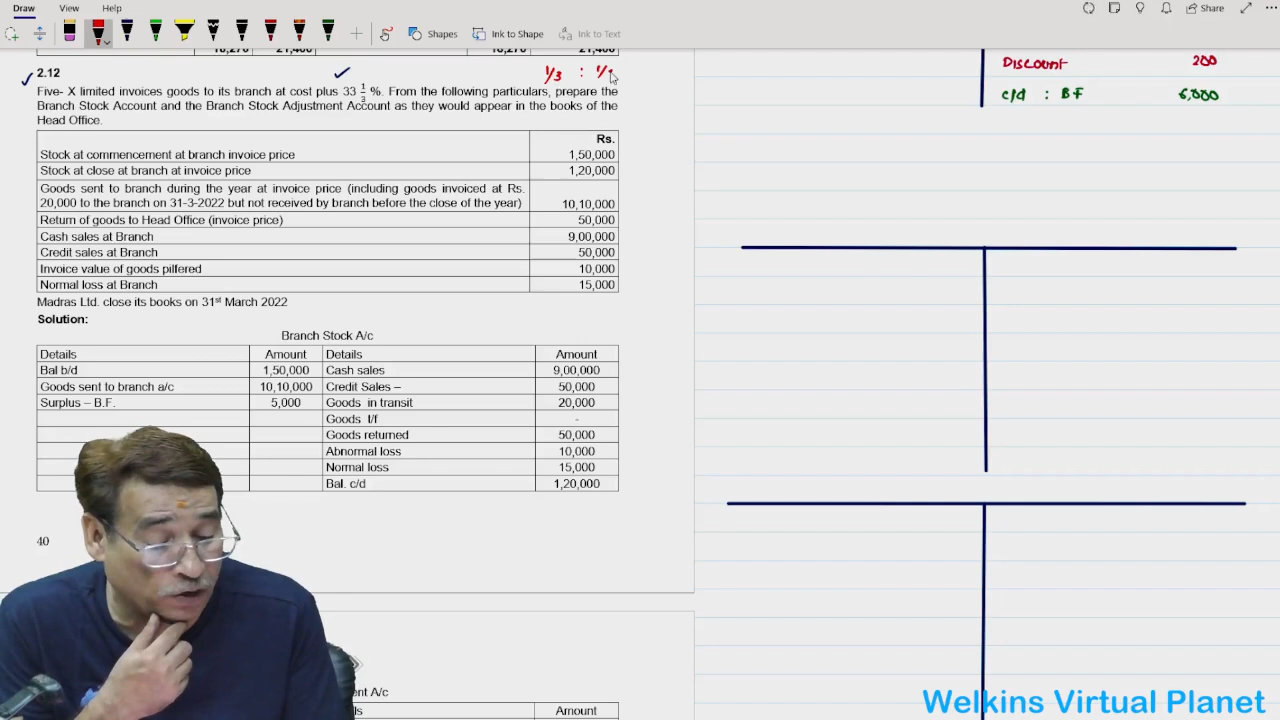 Draw View Help
Shapes Ink to Shape Ink to Text Share
21,400
2.12
1/3 : 1/
Discount 200
c/d : BF 6,000
Five- X limited invoices goods to its branch at cost plus 33 1/3 %. From the following particulars, prepare the
Branch Stock Account and the Branch Stock Adjustment Account as they would appear in the books of the
Head Office.
Rs.
Stock at commencement at branch invoice price 1,50,000
Stock at close at branch at invoice price 1,20,000
Goods sent to branch during the year at invoice price (including goods invoiced at Rs.
20,000 to the branch on 31-3-2022 but not received by branch before the close of the year) 10,10,000
Return of goods to Head Office (invoice price) 50,000
Cash sales at Branch 9,00,000
Credit sales at Branch 50,000
Invoice value of goods pilfered 10,000
Normal loss at Branch 15,000
Madras Ltd. close its books on 31st March 2022
Solution:
Branch Stock A/c
Details Amount Details Amount
Bal b/d 1,50,000 Cash sales 9,00,000
Goods sent to branch a/c 10,10,000 Credit Sales – 50,000
Surplus – B.F. 5,000 Goods in transit 20,000
Goods l/f -
Goods returned 50,000
Abnormal loss 10,000
Normal loss 15,000
Bal. c/d 1,20,000
40
ent A/c
ls Amount
Welkins Virtual Planet